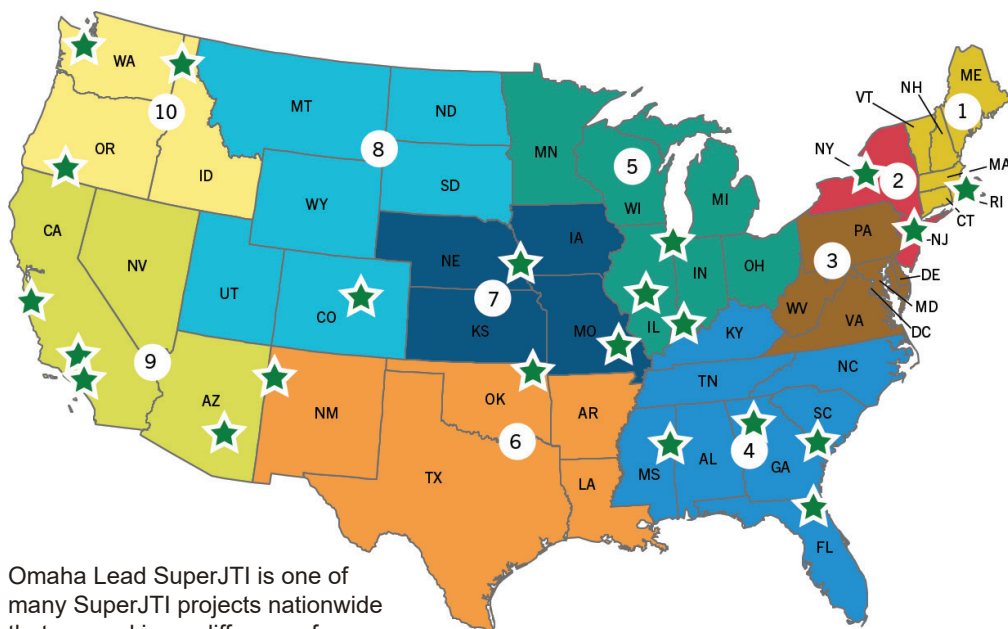 WA
MT
ND
MN
ME
NH
VT
1
10
OR
ID
8
5
NY
MA
2
RI
SD
WY
WI
MI
CT
CA
NV
IA
PA
NJ
NE
OH
3
DE
UT
CO
7
IN
MD
KS
MO
IL
WV
VA
DC
KY
9
NC
TN
AZ
NM
OK
AR
SC
6
4
GA
MS
AL
TX
LA
FL
Omaha Lead SuperJTI is one of
many SuperJTI projects nationwide